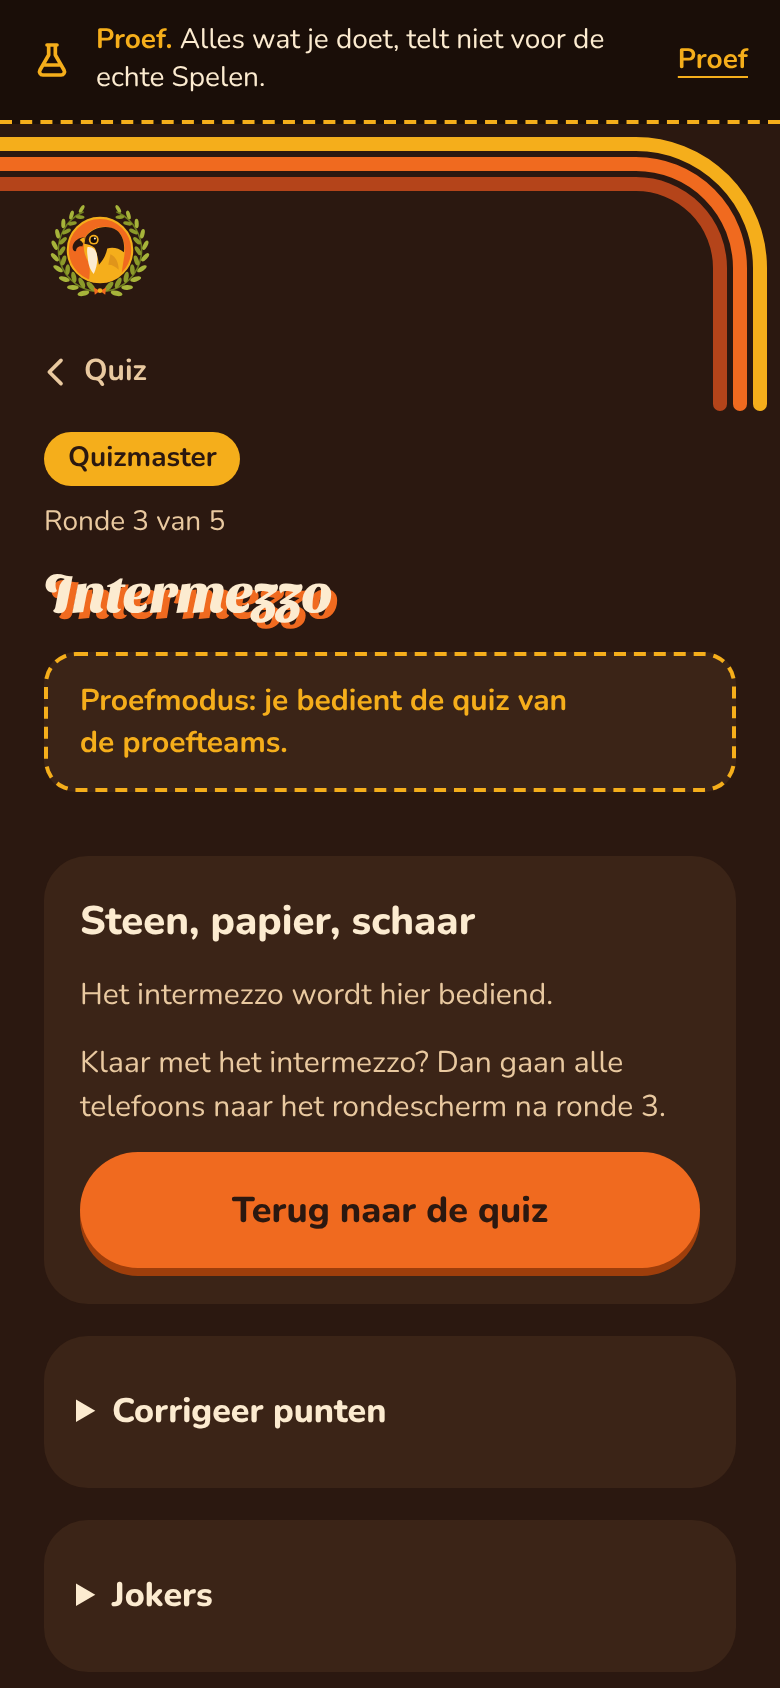 Proef. Alles wat je doet, telt niet voor de
echte Spelen.
Proef
Quiz
Quizmaster
Ronde 3 van 5
Intermezzo
Proefmodus: je bedient de quiz van
de proefteams.
Steen, papier, schaar
Het intermezzo wordt hier bediend.
Klaar met het intermezzo? Dan gaan alle
telefoons naar het rondescherm na ronde 3.
Terug naar de quiz
Corrigeer punten
Jokers